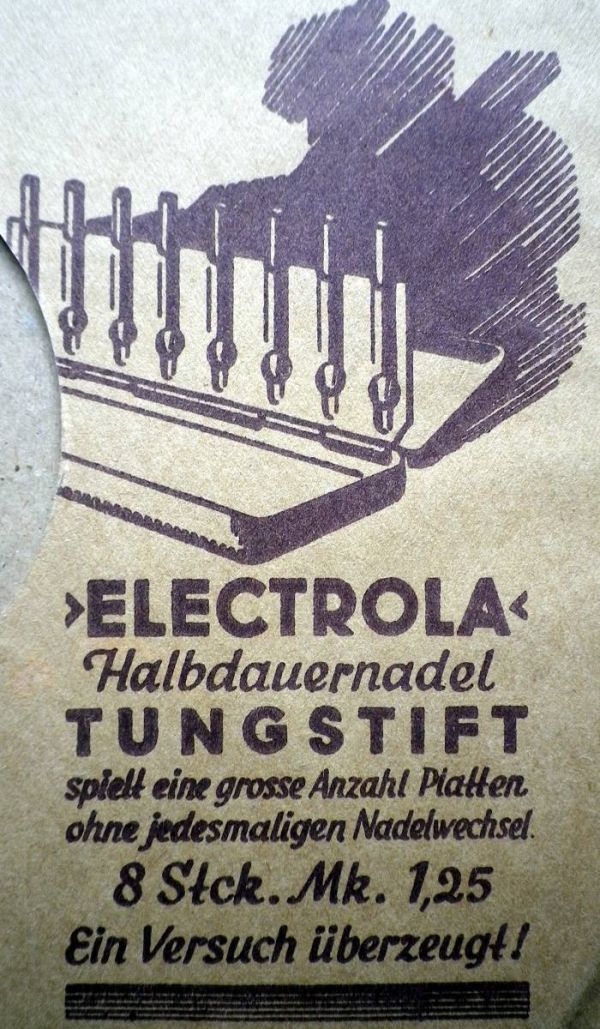 ›ELECTROLA‹
Halbdauernadel
TUNGSTIFT
spielt eine grosse Anzahl Platten
ohne jedesmaligen Nadelwechsel.
8 Stck. Mk. 1,25
Ein Versuch überzeugt!